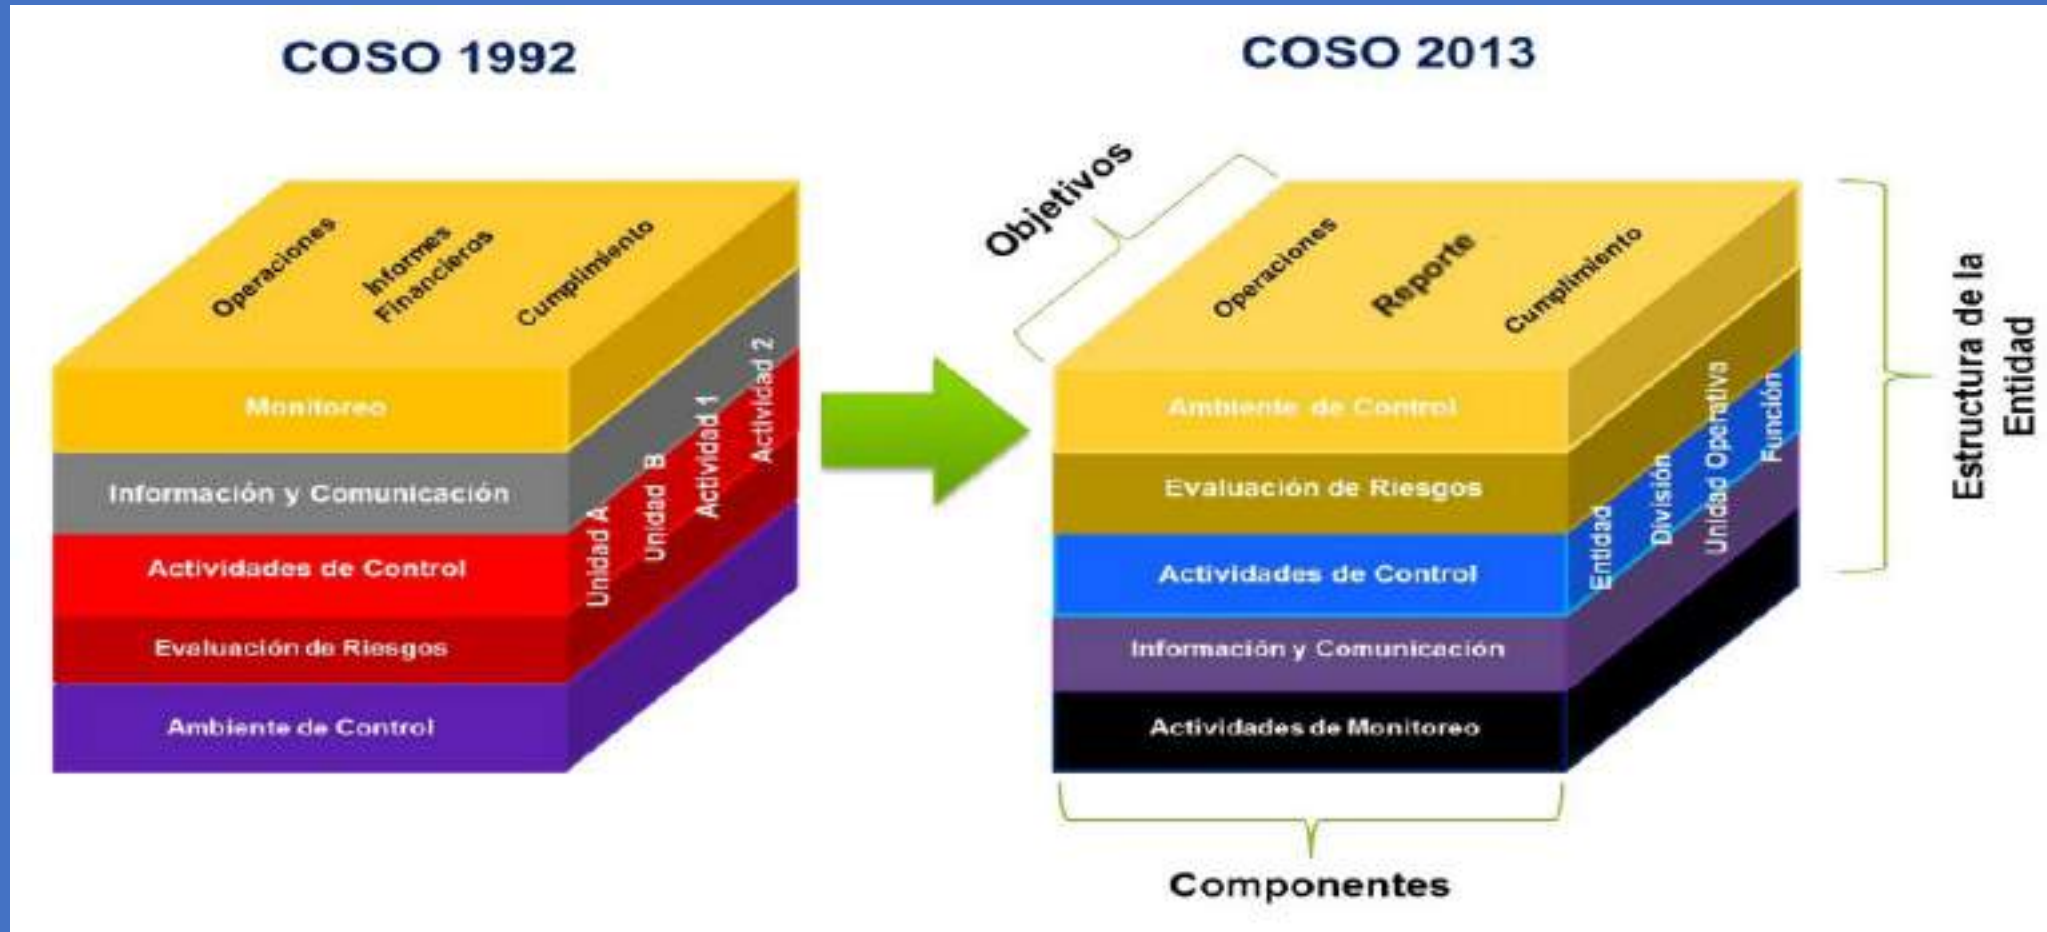 COSO 1992
Operaciones
Informes
Financieros
Cumplimiento
Monitoreo
Información y Comunicación
Actividades de Control
Evaluación de Riesgos
Ambiente de Control
Unidad A
Unidad B
Actividad 1
Actividad 2
COSO 2013
Objetivos
Operaciones
Reporte
Cumplimiento
Ambiente de Control
Evaluación de Riesgos
Actividades de Control
Información y Comunicación
Actividades de Monitoreo
Entidad
División
Unidad Operativa
Función
Estructura de la
Entidad
Componentes